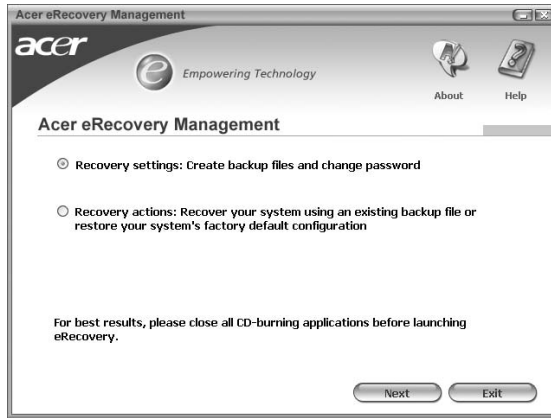 Acer eRecovery Management
acer
e
Empowering Technology
About
Help
Acer eRecovery Management
Recovery settings: Create backup files and change password
Recovery actions: Recover your system using an existing backup file or
restore your system's factory default configuration
For best results, please close all CD-burning applications before launching
eRecovery.
Next
Exit